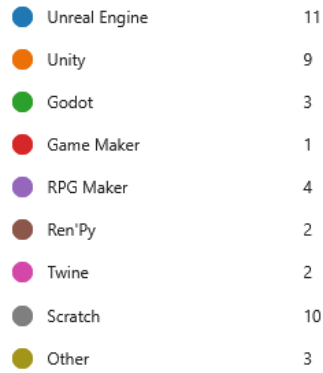 Unreal Engine 11
Unity 9
Godot 3
Game Maker 1
RPG Maker 4
Ren'Py 2
Twine 2
Scratch 10
Other 3